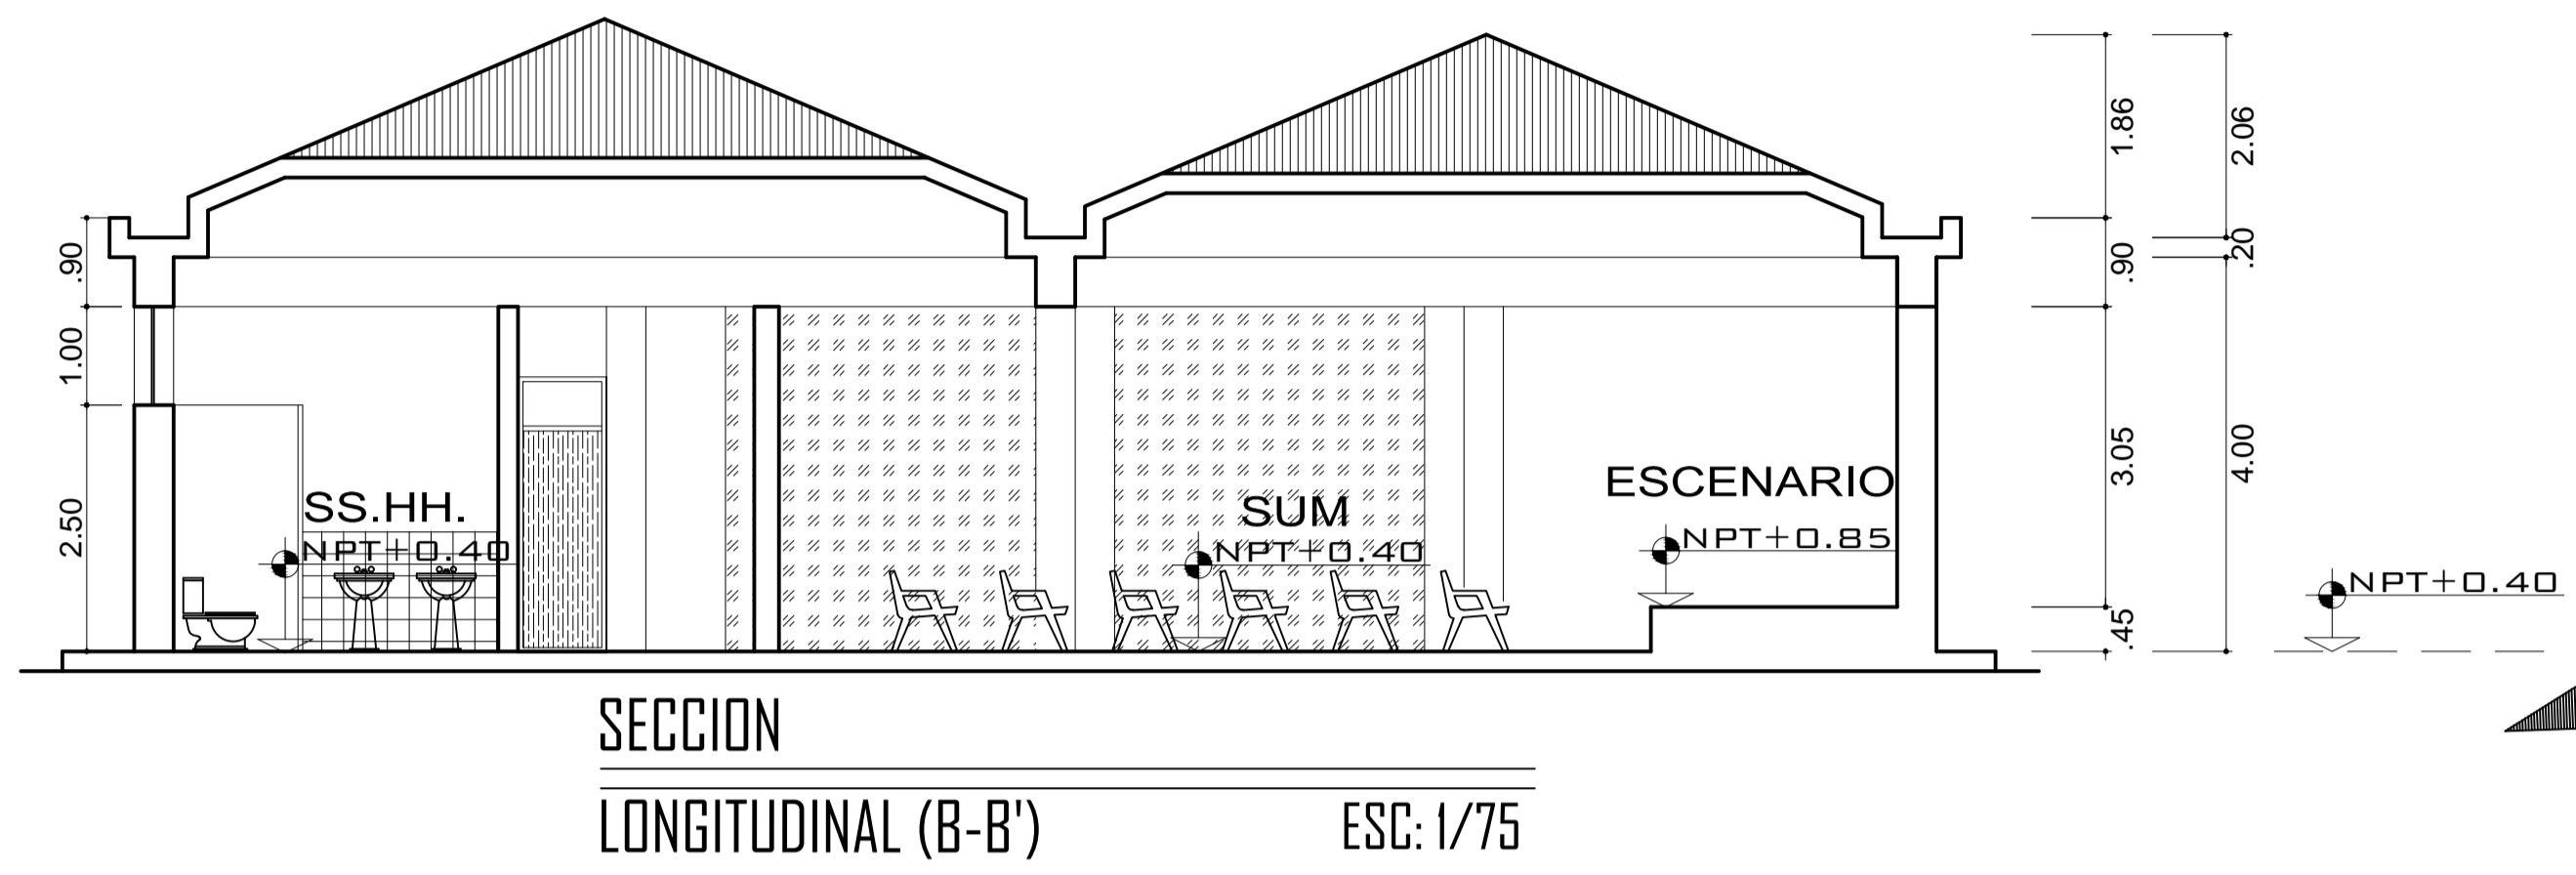 1.86
2.06
.90
.90
.20
1.00
3.05
4.00
2.50
.45
SS.HH.
NPT+0.40
SUM
NPT+0.40
ESCENARIO
NPT+0.85
NPT+0.40
SECCION
LONGITUDINAL (B-B') ESC: 1/75